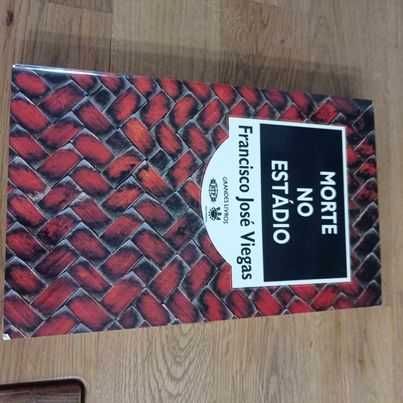 MORTE
NO
ESTÁDIO
Francisco José Viegas
GRANDES LIVROS